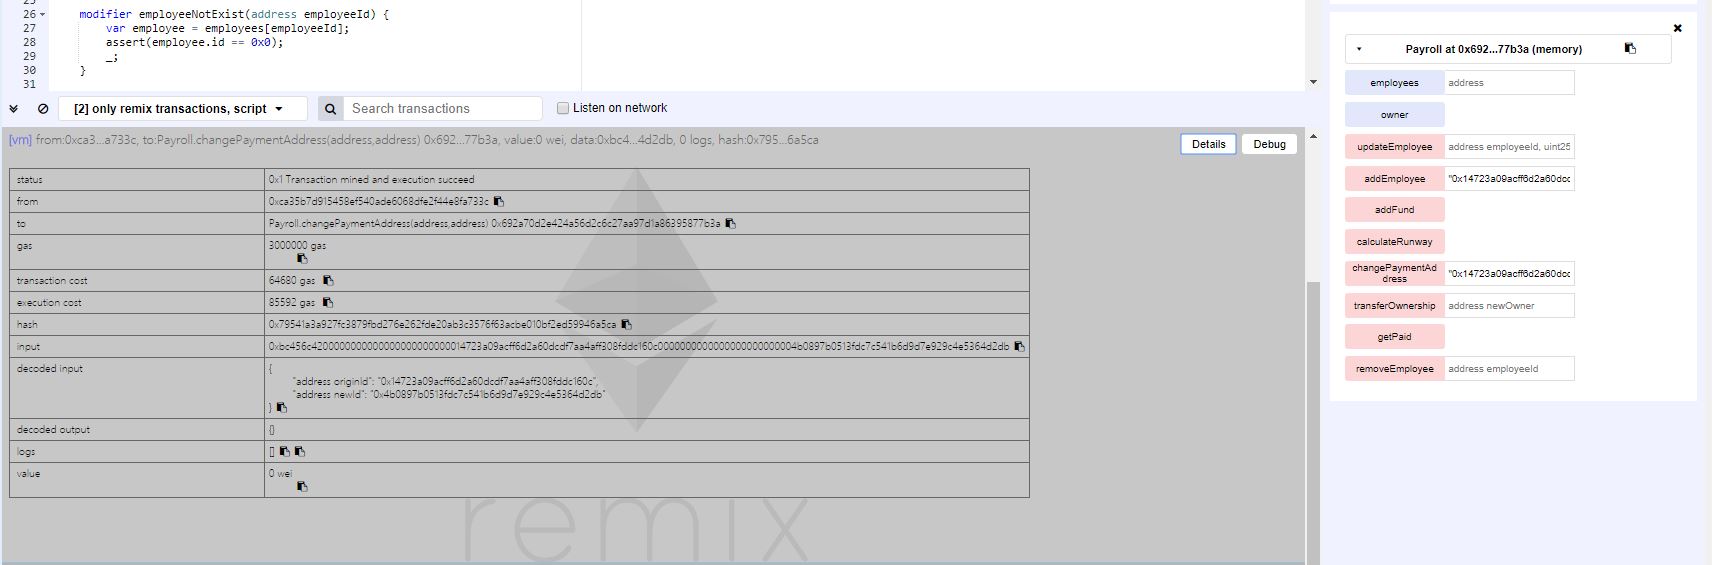 25
26 modifier employeeNotExist(address employeeId) {
27 var employee = employees[employeeId];
28 assert(employee.id == 0x0);
29 _;
30 }
31
[2] only remix transactions, script
Search transactions
Listen on network
[vm] from:0xca3...a733c, to:Payroll.changePaymentAddress(address,address) 0x692...77b3a, value:0 wei, data:0xbc4...4d2db, 0 logs, hash:0x795...6a5ca
Details
Debug
status 0x1 Transaction mined and execution succeed
from 0xca35b7d915458ef540ade6068dfe2f44e8fa733c
to Payroll.changePaymentAddress(address,address) 0x692a70d2e424a56d2c6c27aa97d1a86395877b3a
gas 3000000 gas
transaction cost 64680 gas
execution cost 85592 gas
hash 0x79541a3a927fc3879fbd276e262fde20ab3c3576f63acbe010bf2ed59946a5ca
input 0xbc456c4200000000000000000000000014723a09acff6d2a60dcdf7aa4aff308fddc160c0000000000000000000000004b0897b0513fdc7c541b6d9d7e929c4e5364d2db
decoded input {
"address originId": "0x14723a09acff6d2a60dcdf7aa4aff308fddc160c",
"address newId": "0x4b0897b0513fdc7c541b6d9d7e929c4e5364d2db"
}
decoded output {}
logs []
value 0 wei
remix
Payroll at 0x692...77b3a (memory)
employees address
owner
updateEmployee address employeeId, uint25
addEmployee "0x14723a09acff6d2a60dcc
addFund
calculateRunway
changePaymentAd
dress "0x14723a09acff6d2a60dcc
transferOwnership address newOwner
getPaid
removeEmployee address employeeId